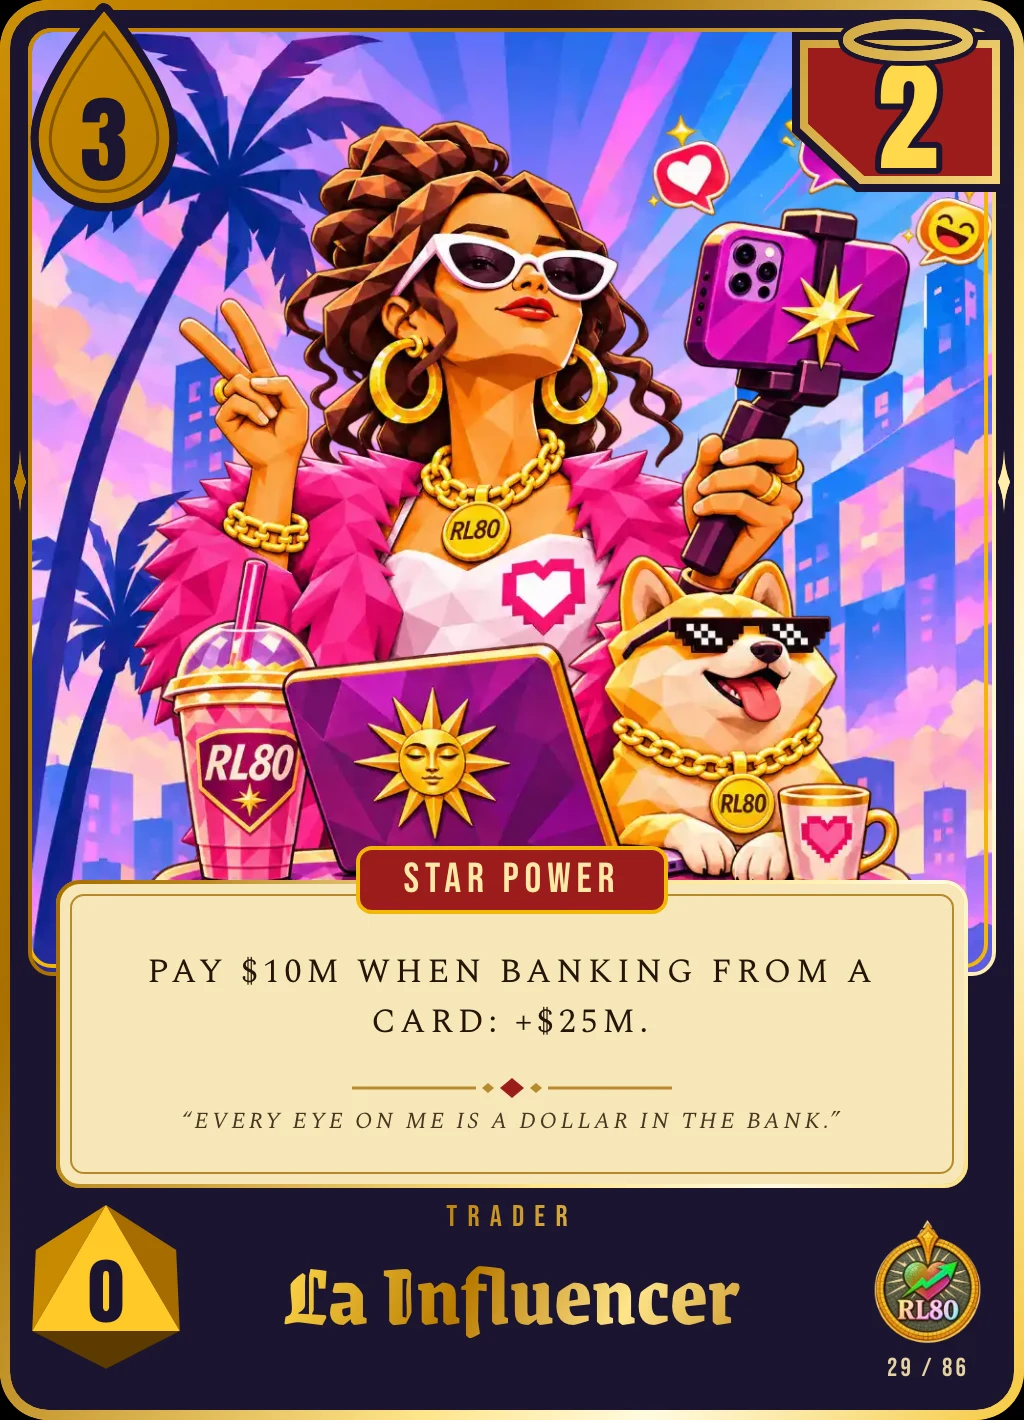 3
2
RL80
RL80
RL80
STAR POWER
PAY $10M WHEN BANKING FROM A
CARD: +$25M.
“EVERY EYE ON ME IS A DOLLAR IN THE BANK.”
TRADER
0
La Influencer
RL80
29 / 86